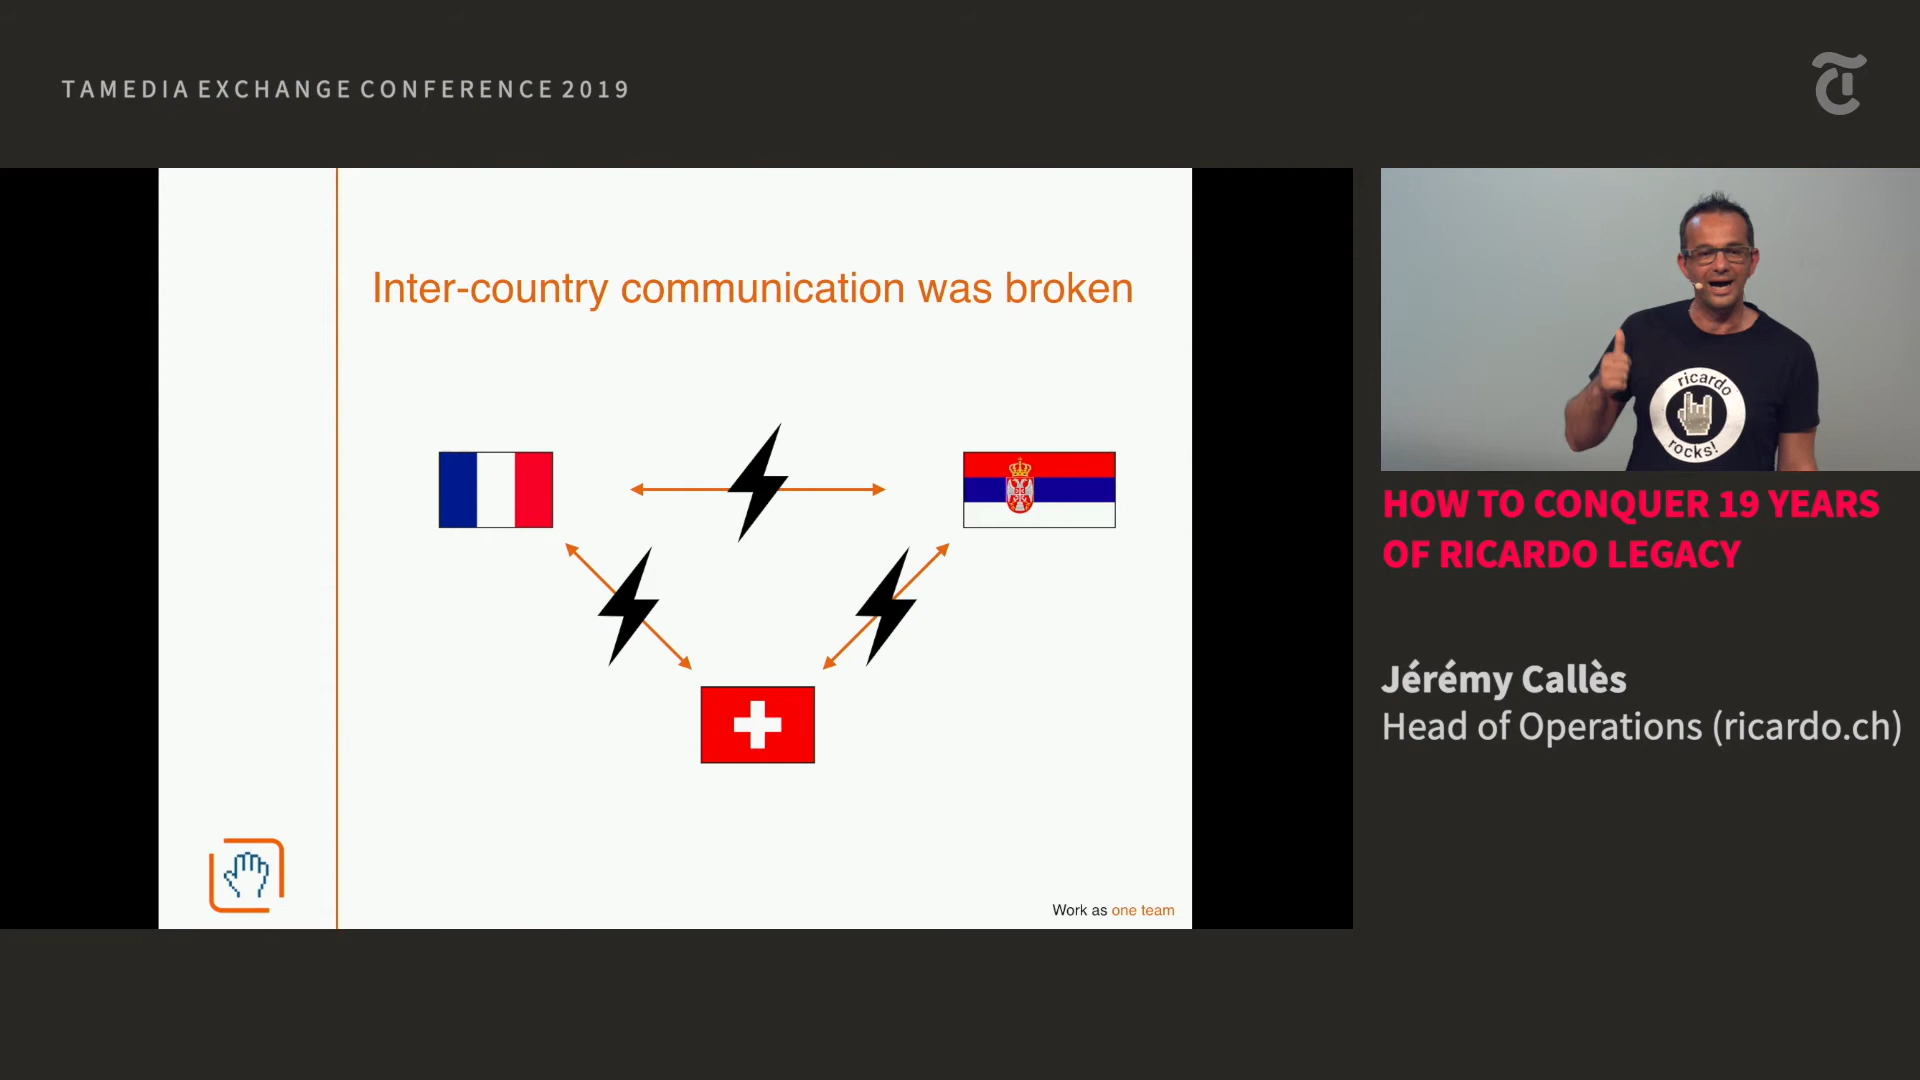 TAMEDIA EXCHANGE CONFERENCE 2019
Inter-country communication was broken
Work as one team
ricardo
rocks!
HOW TO CONQUER 19 YEARS
OF RICARDO LEGACY
Jérémy Callès
Head of Operations (ricardo.ch)